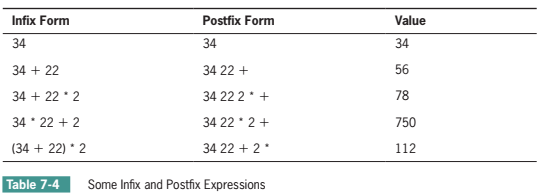 Infix Form Postfix Form Value
34 34 34
34 + 22 34 22 + 56
34 + 22 * 2 34 22 2 * + 78
34 * 22 + 2 34 22 * 2 + 750
(34 + 22) * 2 34 22 + 2 * 112
Table 7-4 Some Infix and Postfix Expressions